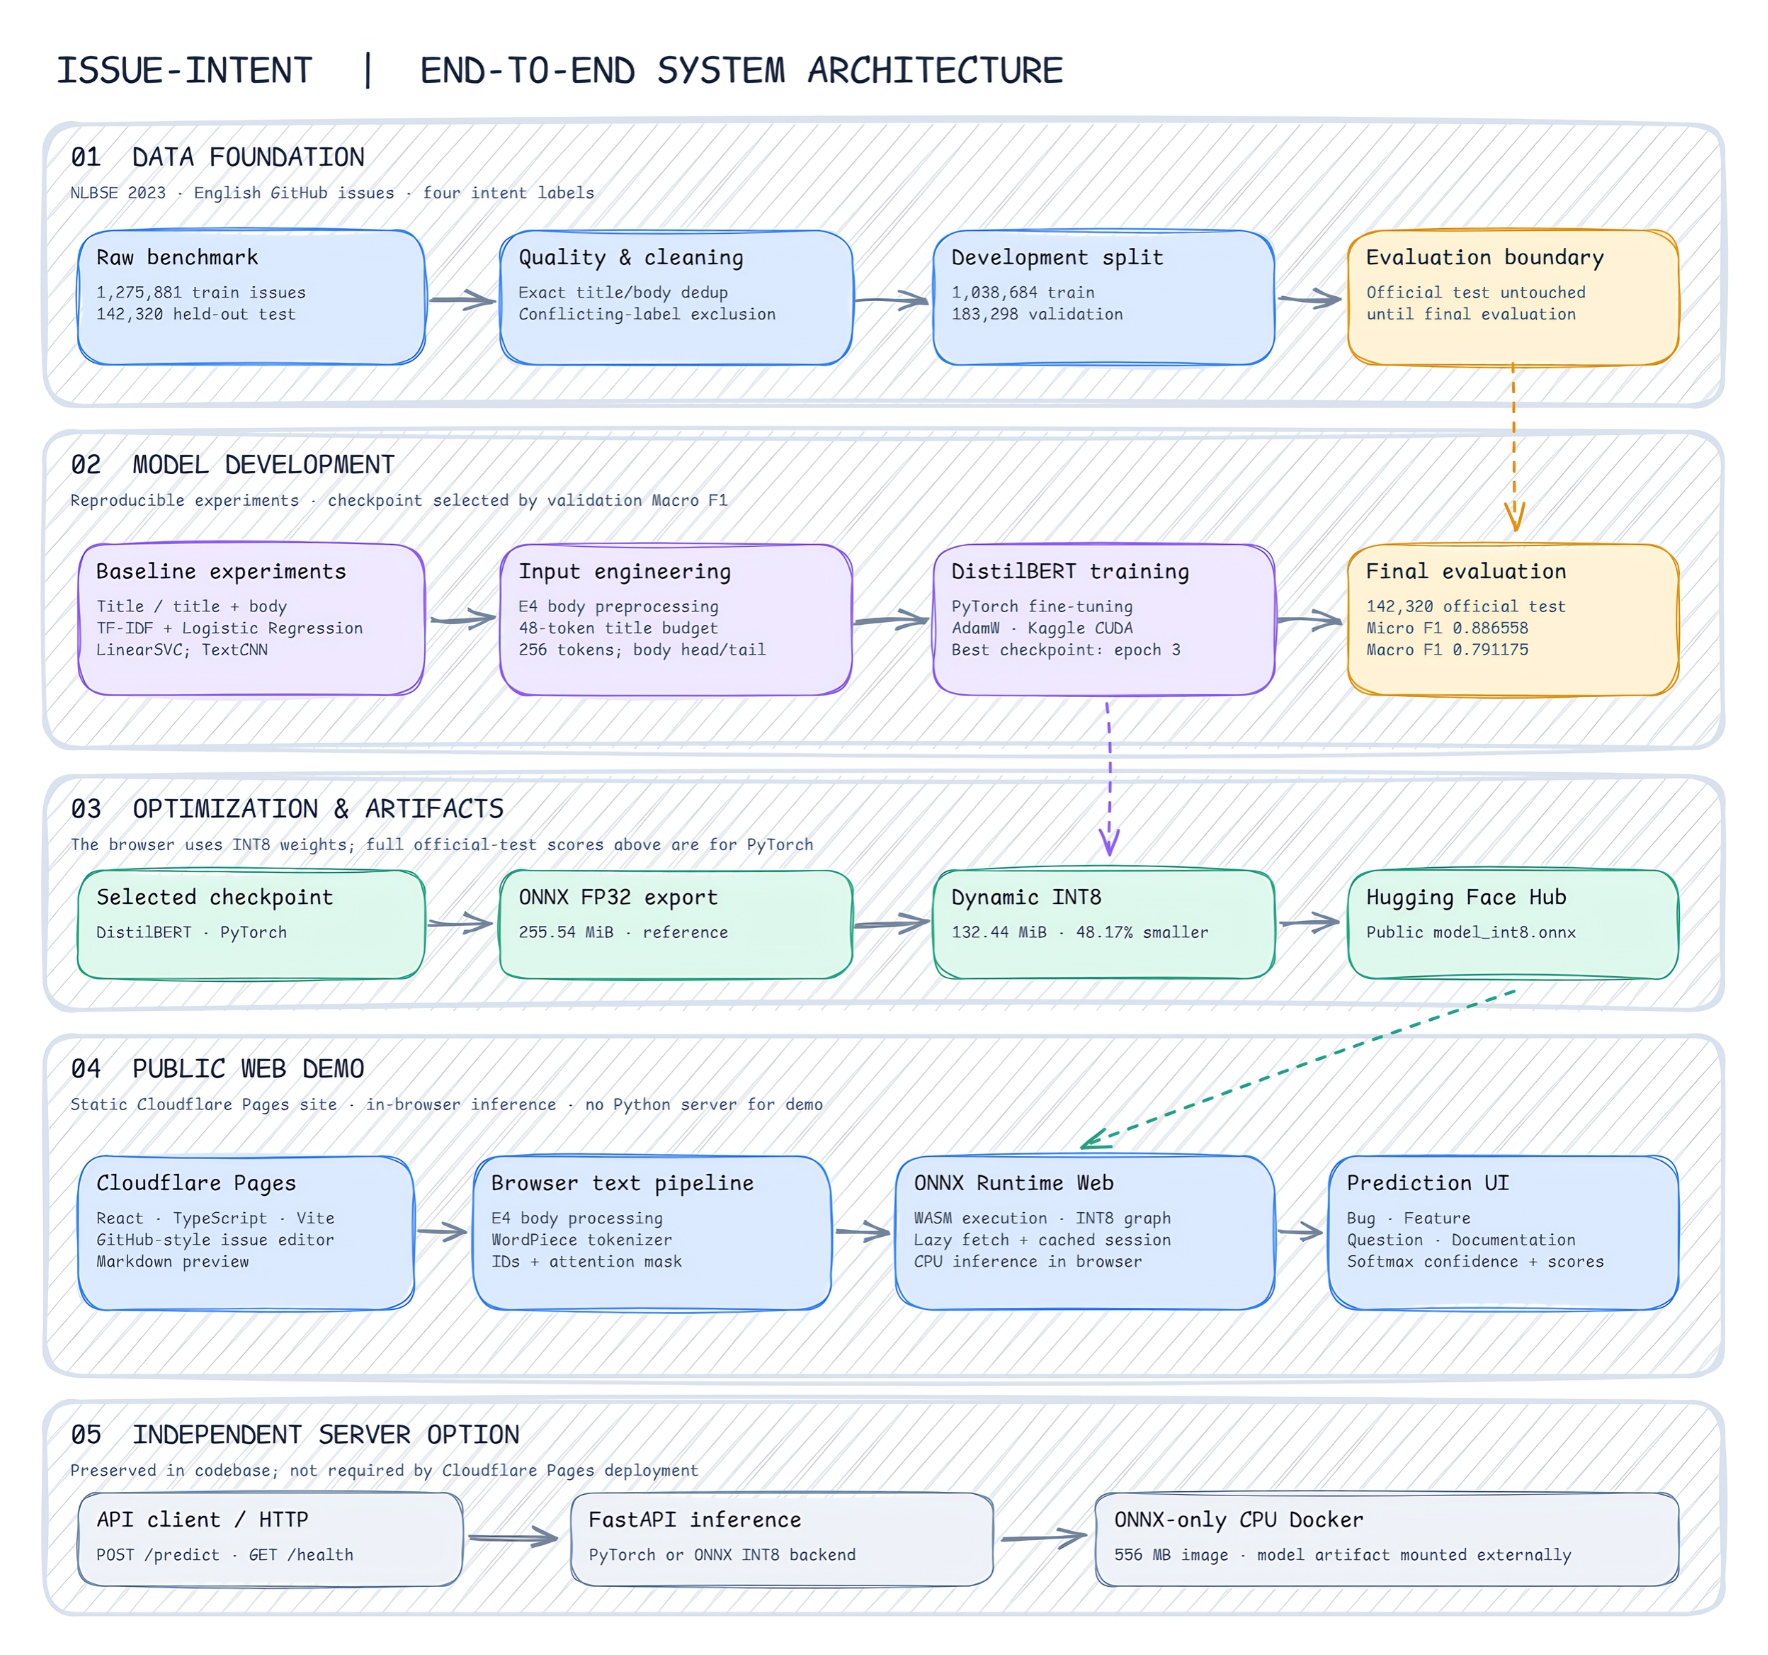 ISSUE-INTENT | END-TO-END SYSTEM ARCHITECTURE
01 DATA FOUNDATION
NLBSE 2023 · English GitHub issues · four intent labels
Raw benchmark
1,275,881 train issues
142,320 held-out test
Quality & cleaning
Exact title/body dedup
Conflicting-label exclusion
Development split
1,038,684 train
183,298 validation
Evaluation boundary
Official test untouched
until final evaluation
02 MODEL DEVELOPMENT
Reproducible experiments · checkpoint selected by validation Macro F1
Baseline experiments
Title / title + body
TF-IDF + Logistic Regression
LinearSVC; TextCNN
Input engineering
E4 body preprocessing
48-token title budget
256 tokens; body head/tail
DistilBERT training
PyTorch fine-tuning
AdamW · Kaggle CUDA
Best checkpoint: epoch 3
Final evaluation
142,320 official test
Micro F1 0.886558
Macro F1 0.791175
03 OPTIMIZATION & ARTIFACTS
The browser uses INT8 weights; full official-test scores above are for PyTorch
Selected checkpoint
DistilBERT · PyTorch
ONNX FP32 export
255.54 MiB · reference
Dynamic INT8
132.44 MiB · 48.17% smaller
Hugging Face Hub
Public model_int8.onnx
04 PUBLIC WEB DEMO
Static Cloudflare Pages site · in-browser inference · no Python server for demo
Cloudflare Pages
React · TypeScript · Vite
GitHub-style issue editor
Markdown preview
Browser text pipeline
E4 body processing
WordPiece tokenizer
IDs + attention mask
ONNX Runtime Web
WASM execution · INT8 graph
Lazy fetch + cached session
CPU inference in browser
Prediction UI
Bug · Feature
Question · Documentation
Softmax confidence + scores
05 INDEPENDENT SERVER OPTION
Preserved in codebase; not required by Cloudflare Pages deployment
API client / HTTP
POST /predict · GET /health
FastAPI inference
PyTorch or ONNX INT8 backend
ONNX-only CPU Docker
556 MB image · model artifact mounted externally